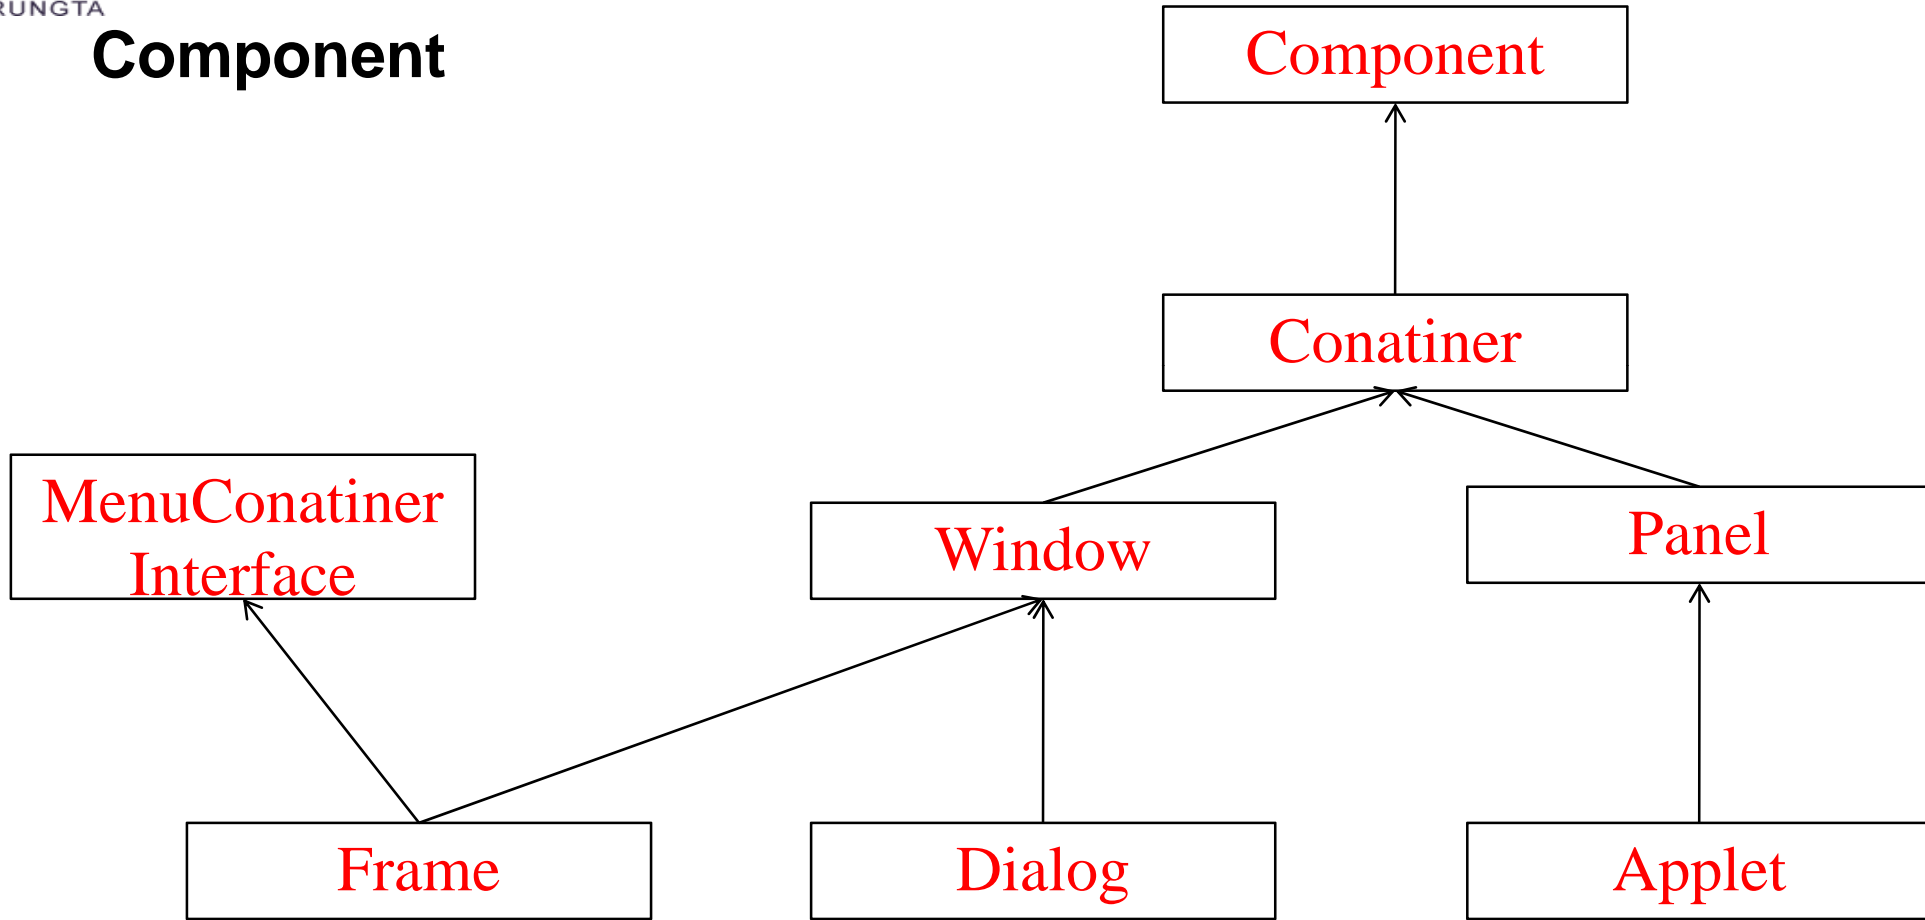 RUNGTA
Component
Component
Conatiner
MenuConatiner
Interface
Window
Panel
Frame
Dialog
Applet